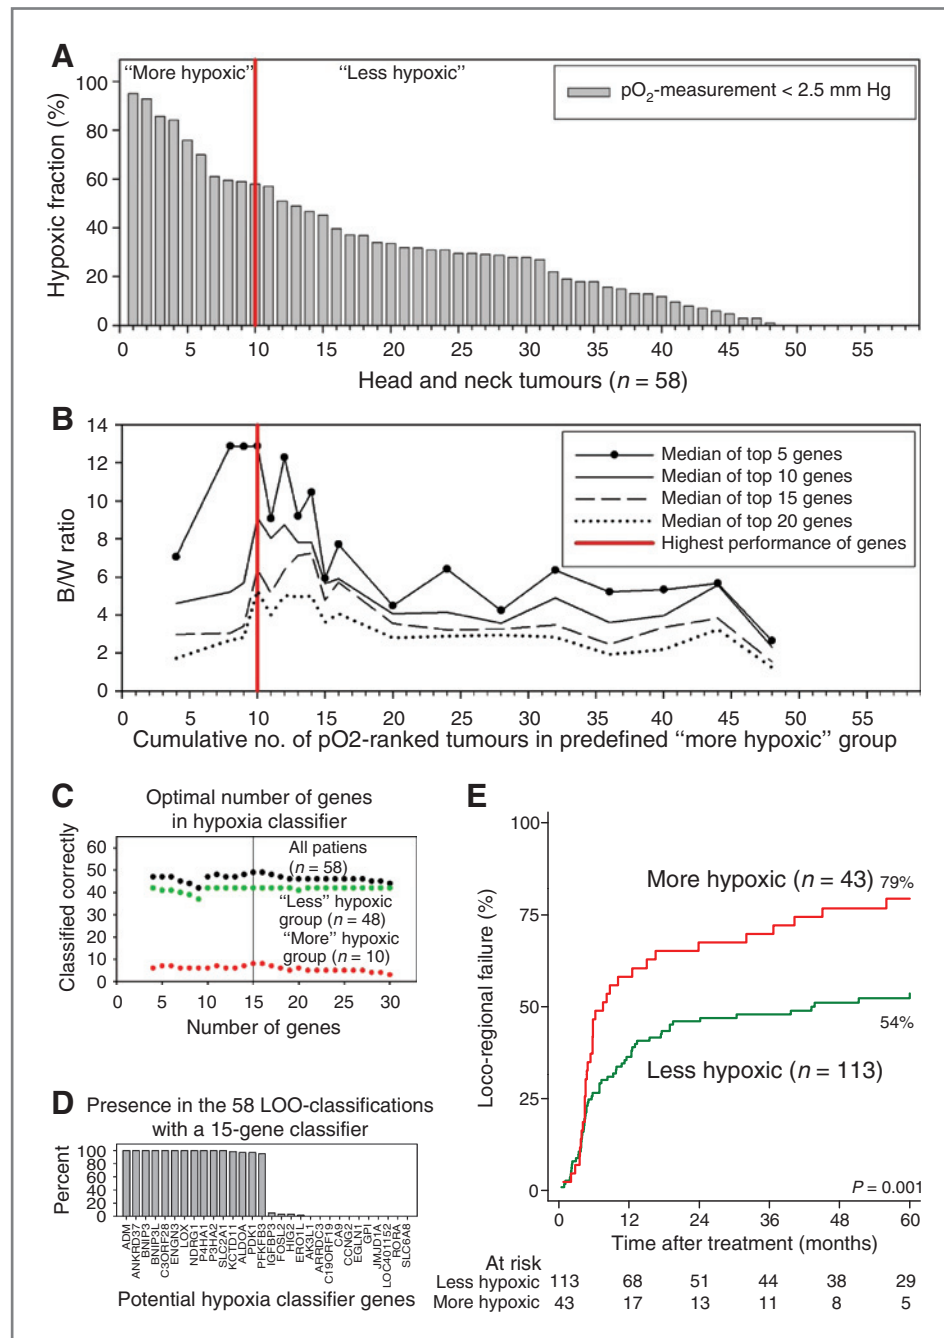 A
"More hypoxic"
"Less hypoxic"
pO2-measurement < 2.5 mm Hg
Hypoxic fraction (%)
100
80
60
40
20
0
0 5 10 15 20 25 30 35 40 45 50 55
Head and neck tumours (n = 58)
B
B/W ratio
14
12
10
8
6
4
2
0
Median of top 5 genes
Median of top 10 genes
Median of top 15 genes
Median of top 20 genes
Highest performance of genes
0 5 10 15 20 25 30 35 40 45 50 55
Cumulative no. of pO2-ranked tumours in predefined "more hypoxic" group
C
Optimal number of genes
in hypoxia classifier
Classified correctly
60
50
40
30
20
10
0
All patiens
(n = 58)
"Less" hypoxic
group (n = 48)
"More" hypoxic
group (n = 10)
0 5 10 15 20 25 30
Number of genes
D
Presence in the 58 LOO-classifications
with a 15-gene classifier
Percent
100
80
60
40
20
0
ADM
ANKRD37
BNIP3
BNIP3L
C3ORF28
ENGN3
LOX
NDRG1
P4HA1
P3HA2
SLC2A1
KCTD11
ALDOA
PDK1
PFKFB3
IGFBP3
FOSL2
HIG2
ERO1L
AK3L1
ARRDC3
C19ORF19
CA9
CCNG2
EGLN1
GPI
JMJD1A
LOC401152
RORA
SLC6A8
Potential hypoxia classifier genes
E
Loco-regional failure (%)
100
75
50
25
0
More hypoxic (n = 43) 79%
54%
Less hypoxic (n = 113)
P = 0.001
0 12 24 36 48 60
Time after treatment (months)
At risk
Less hypoxic 113 68 51 44 38 29
More hypoxic 43 17 13 11 8 5